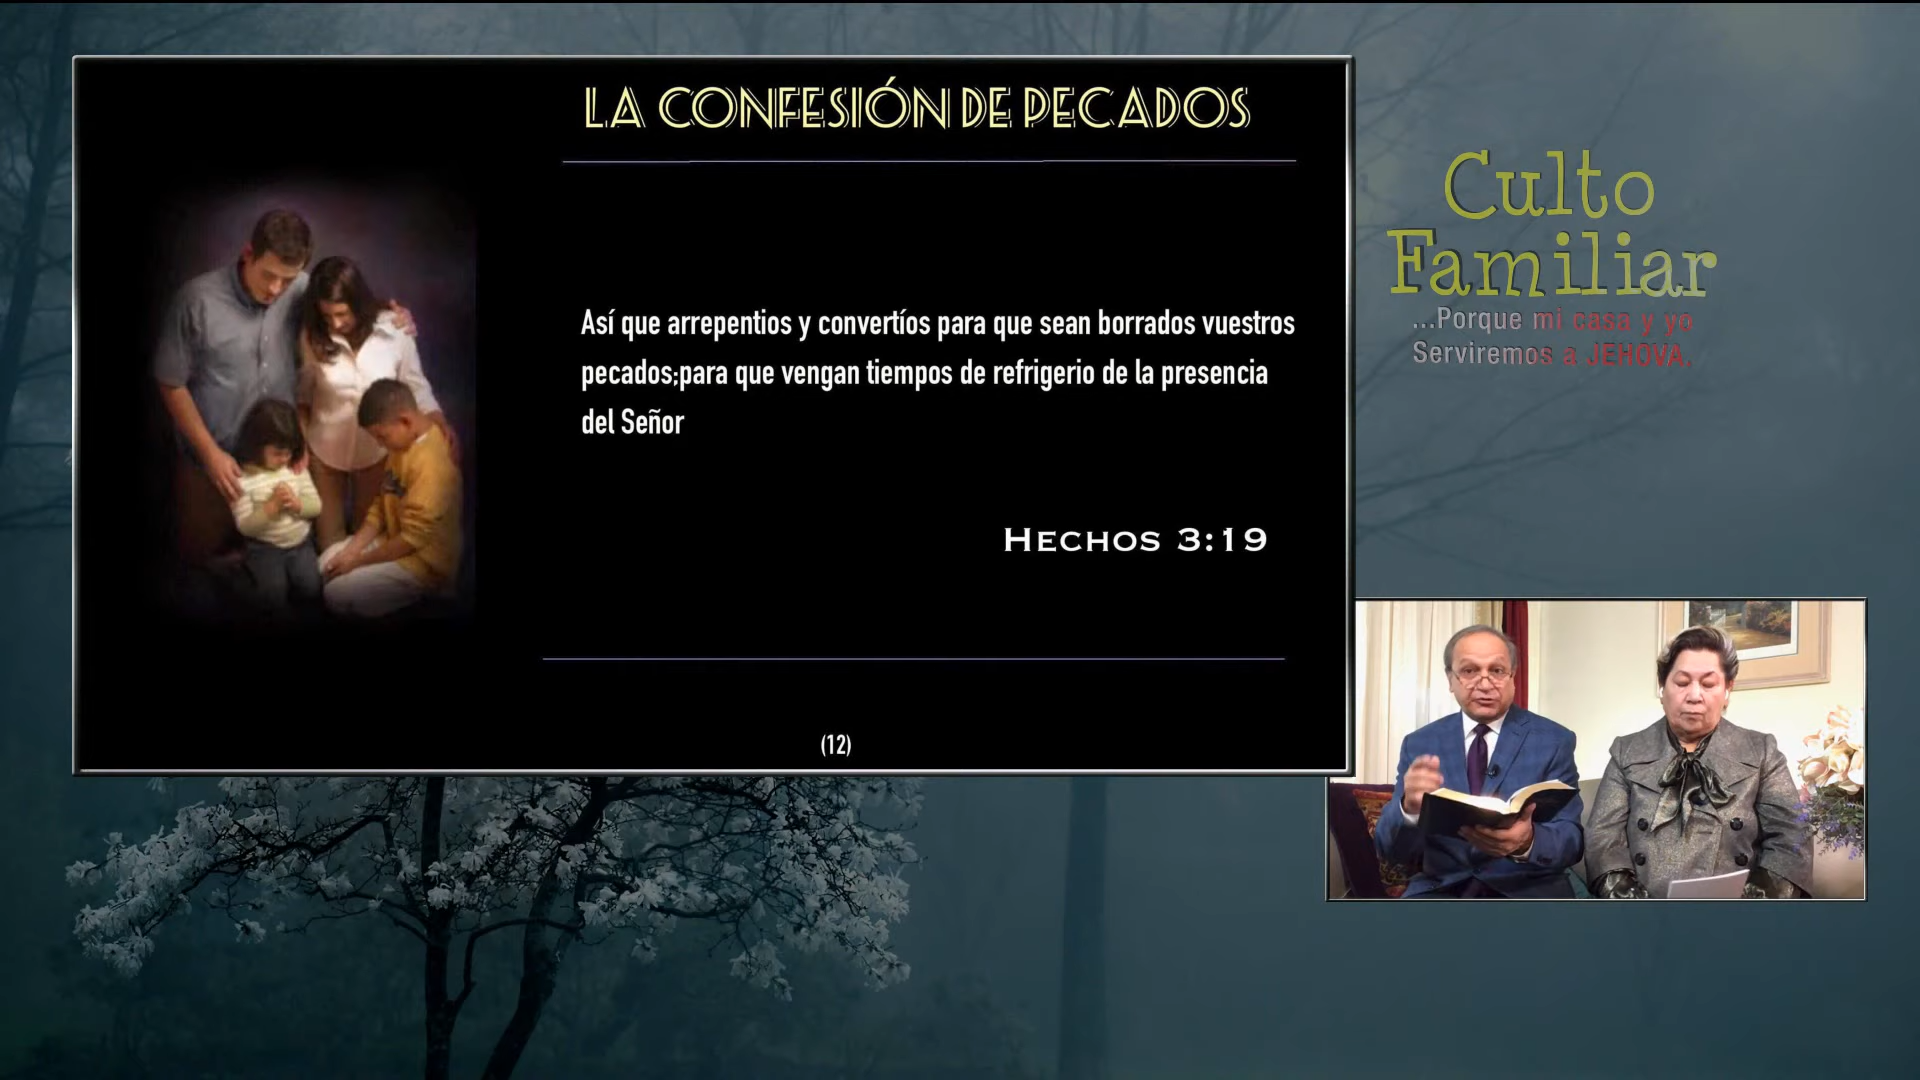 LA CONFESIÓN DE PECADOS
Así que arrepentios y convertíos para que sean borrados vuestros
pecados;para que vengan tiempos de refrigerio de la presencia
del Señor
HECHOS 3:19
(12)
Culto
Familiar
...Porque mi casa y yo
Serviremos a JEHOVA.